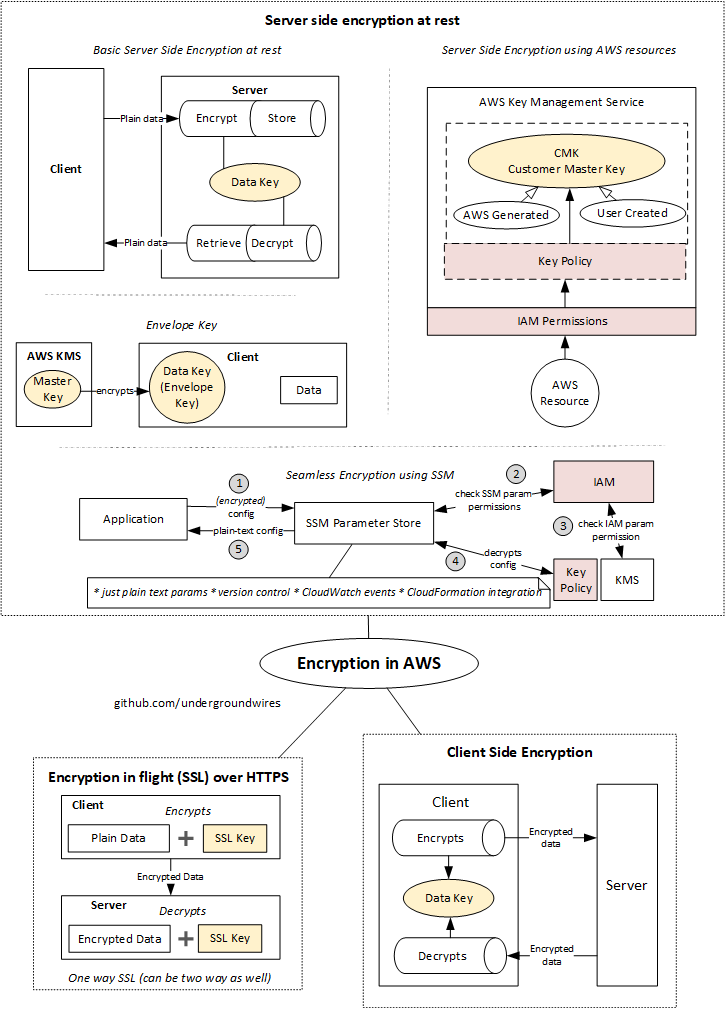 Server side encryption at rest
Basic Server Side Encryption at rest
Client
Server
Plain data
Encrypt
Store
Data Key
Plain data
Retrieve
Decrypt
Server Side Encryption using AWS resources
AWS Key Management Service
CMK
Customer Master Key
AWS Generated
User Created
Key Policy
IAM Permissions
AWS
Resource
Envelope Key
AWS KMS
Master
Key
encrypts
Client
Data Key
(Envelope
Key)
Data
Seamless Encryption using SSM
Application
1
(encrypted)
config
plain-text config
5
SSM Parameter Store
2
check SSM param
permissions
IAM
3
check IAM param
permission
4
decrypts
config
Key
Policy
KMS
* just plain text params * version control * CloudWatch events * CloudFormation integration
Encryption in AWS
github.com/undergroundwires
Encryption in flight (SSL) over HTTPS
Client
Encrypts
Plain Data
+
SSL Key
Encrypted Data
Server
Decrypts
Encrypted Data
+
SSL Key
One way SSL (can be two way as well)
Client Side Encryption
Client
Encrypts
Encrypted
data
Data Key
Server
Decrypts
Encrypted
data